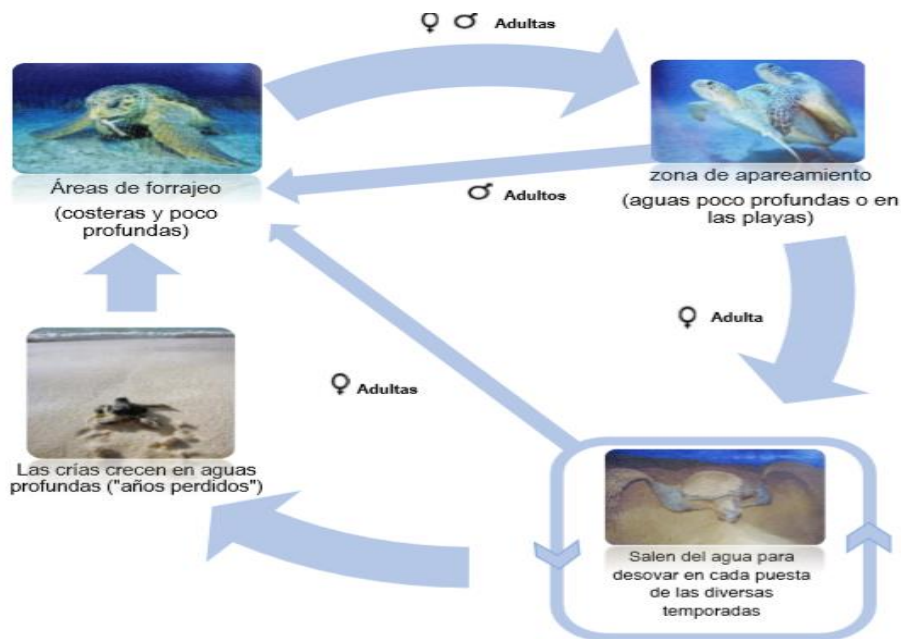 ♀ ♂ Adultas
Áreas de forrajeo
(costeras y poco
profundas)
zona de apareamiento
(aguas poco profundas o en
las playas)
♂ Adultos
♀ Adulta
♀ Adultas
Las crías crecen en aguas
profundas ("años perdidos")
Salen del agua para
desovar en cada puesta
de las diversas
temporadas